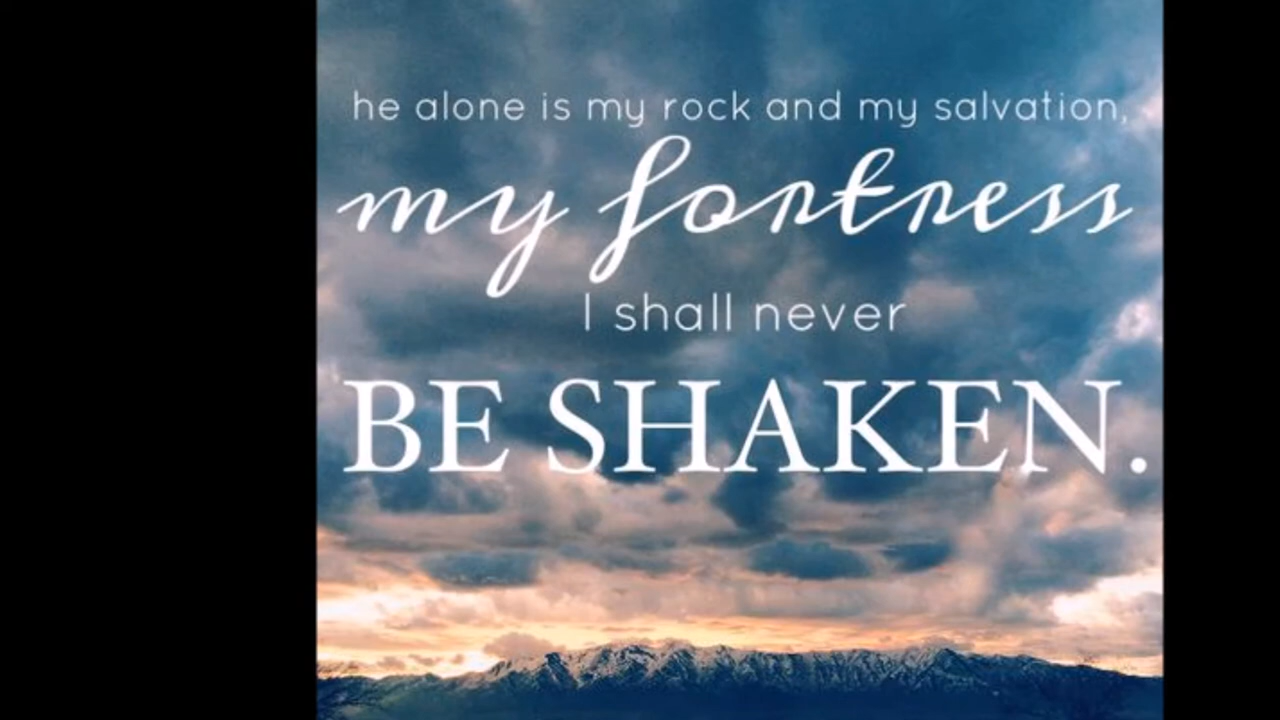 he alone is my rock and my salvation,
my fortress
I shall never
BE SHAKEN.